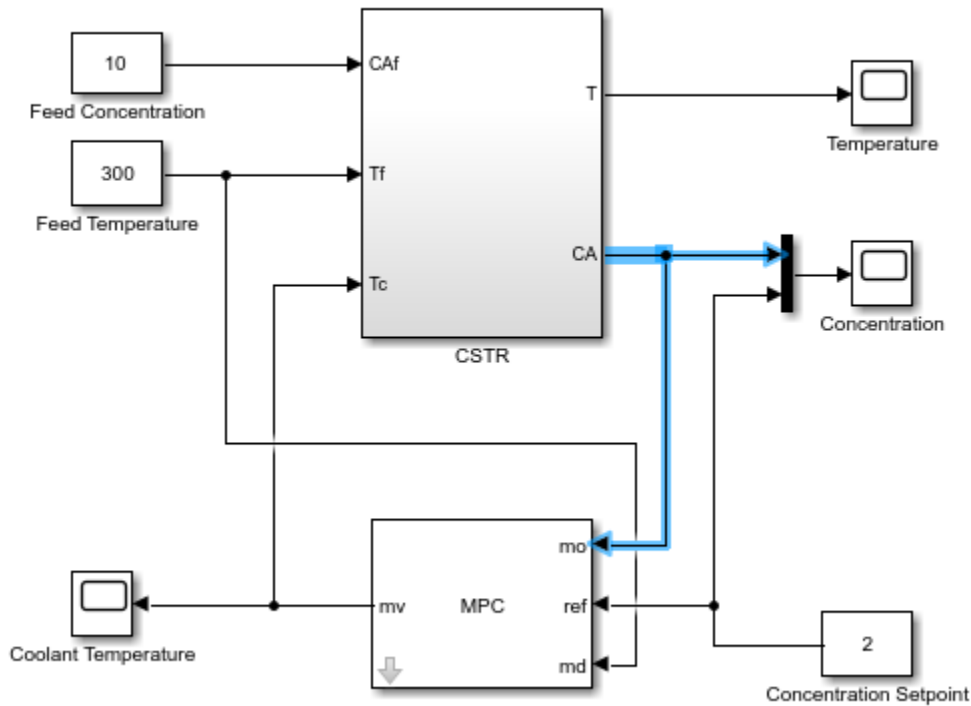 10
CAf
Feed Concentration
T
Temperature
300
Tf
Feed Temperature
CA
Tc
Concentration
CSTR
mo
mv
MPC
ref
Coolant Temperature
md
2
Concentration Setpoint